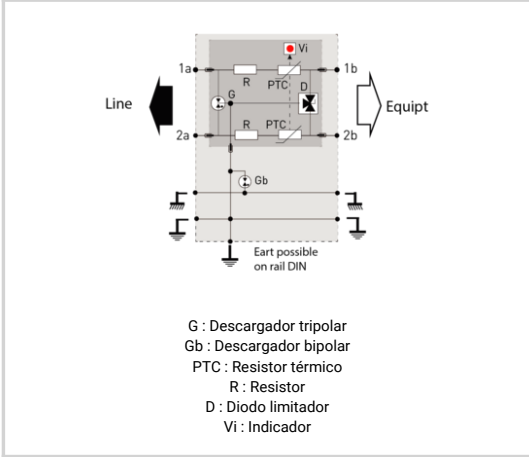 Vi
1a
1b
R
PTC
D
G
Line
Equipt
R
PTC
2a
2b
Gb
Eart possible
on rail DIN
G : Descargador tripolar
Gb : Descargador bipolar
PTC : Resistor térmico
R : Resistor
D : Diodo limitador
Vi : Indicador